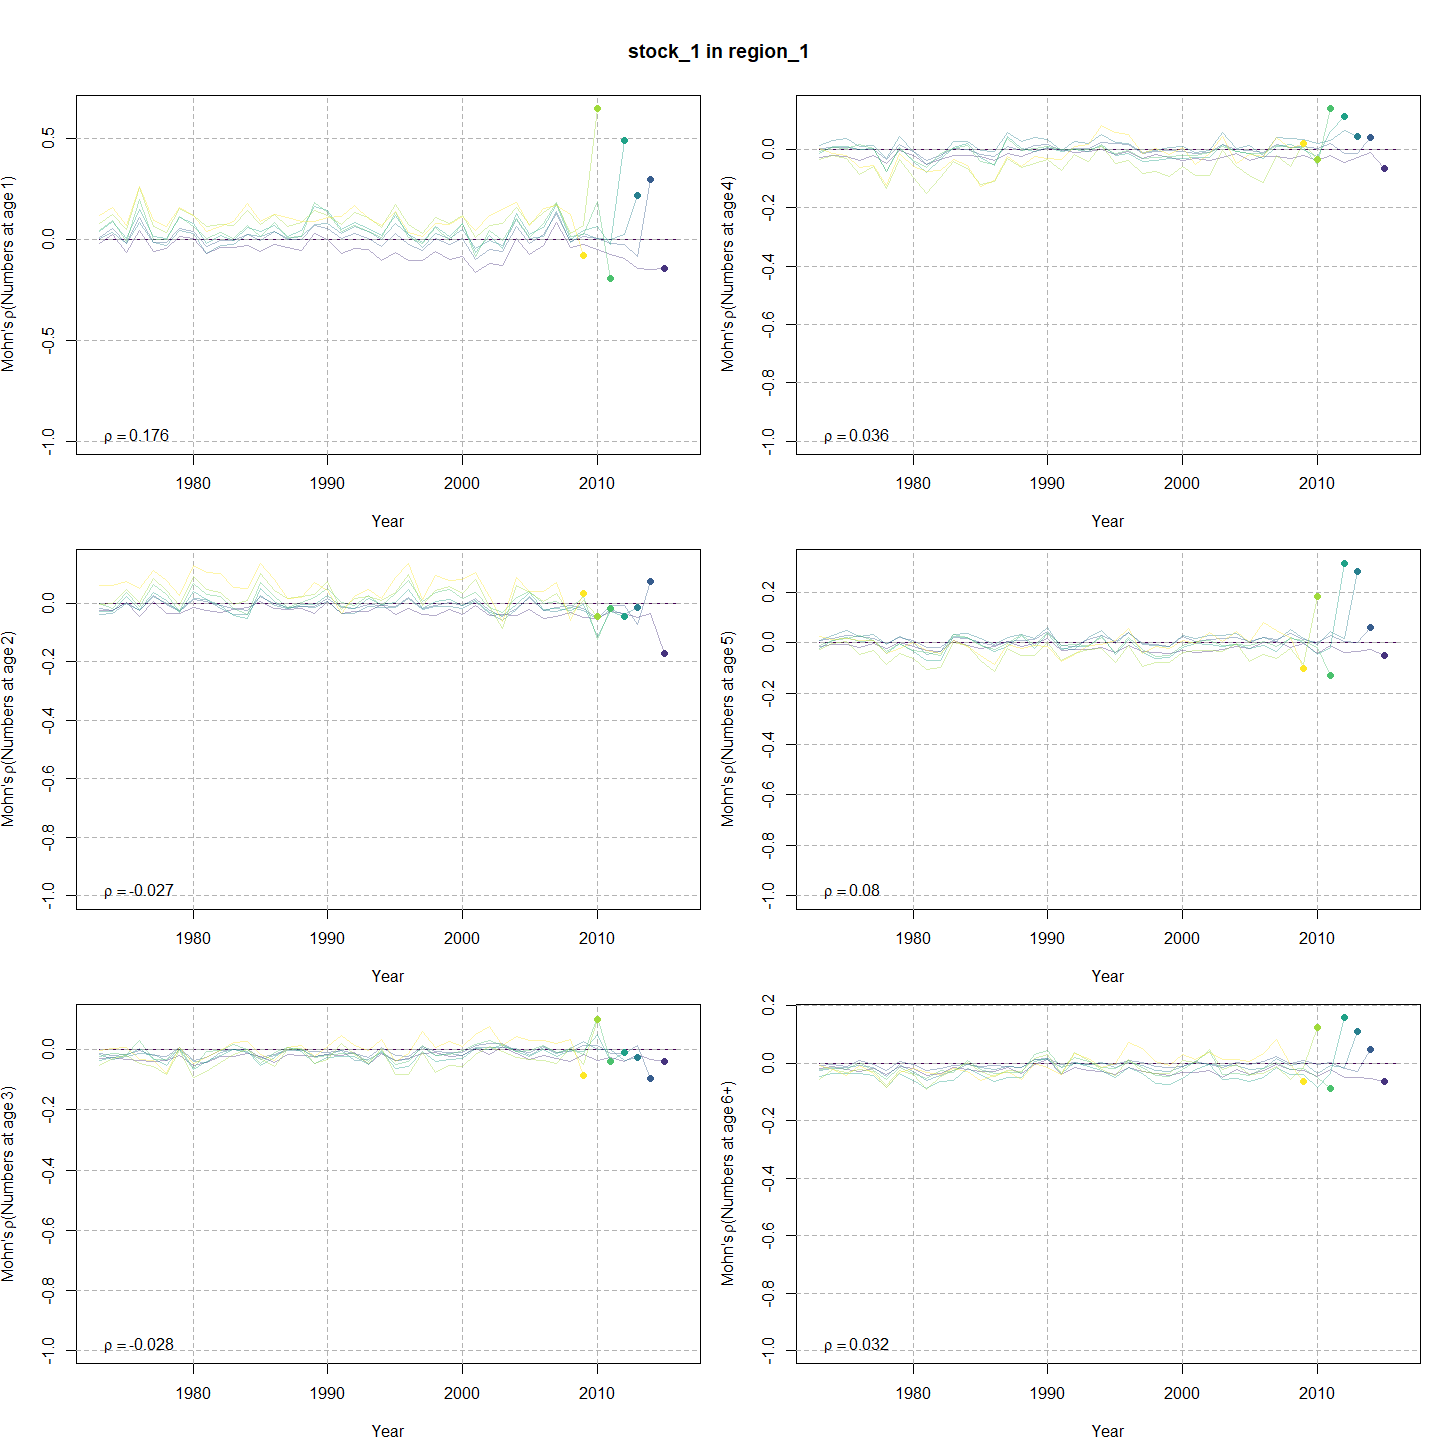 stock_1 in region_1
Mohn's ρ(Numbers at age 1)
0.5
0.0
-0.5
-1.0
ρ = 0.176
1980 1990 2000 2010
Year
Mohn's ρ(Numbers at age 4)
0.0
-0.2
-0.4
-0.6
-0.8
-1.0
ρ = 0.036
1980 1990 2000 2010
Year
Mohn's ρ(Numbers at age 2)
0.0
-0.2
-0.4
-0.6
-0.8
-1.0
ρ = -0.027
1980 1990 2000 2010
Year
Mohn's ρ(Numbers at age 5)
0.2
0.0
-0.2
-0.4
-0.6
-0.8
-1.0
ρ = 0.08
1980 1990 2000 2010
Year
Mohn's ρ(Numbers at age 3)
0.0
-0.2
-0.4
-0.6
-0.8
-1.0
ρ = -0.028
1980 1990 2000 2010
Year
Mohn's ρ(Numbers at age 6+)
0.2
0.0
-0.2
-0.4
-0.6
-0.8
-1.0
ρ = 0.032
1980 1990 2000 2010
Year